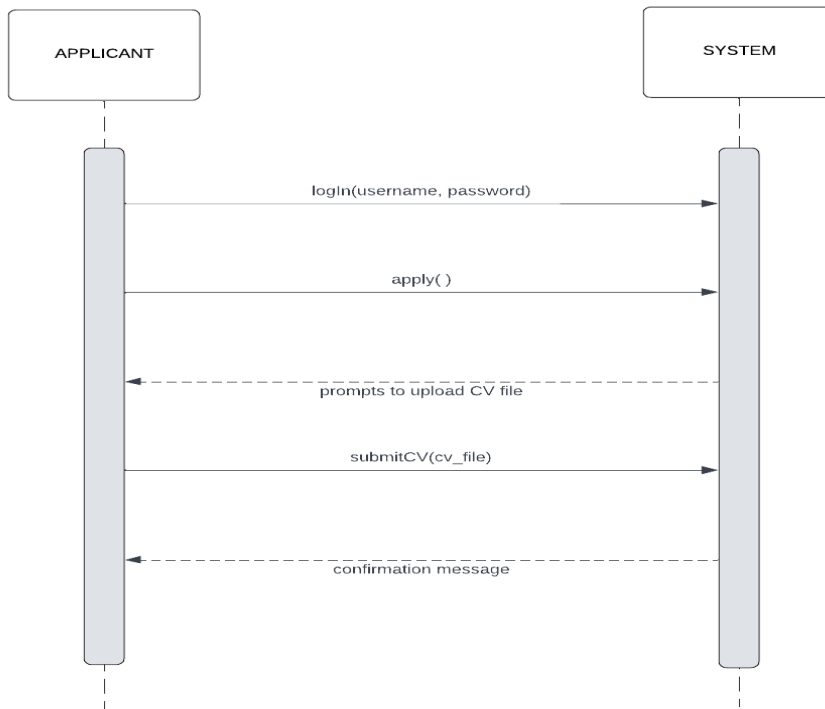 APPLICANT
SYSTEM
logIn(username, password)
apply( )
prompts to upload CV file
submitCV(cv_file)
confirmation message